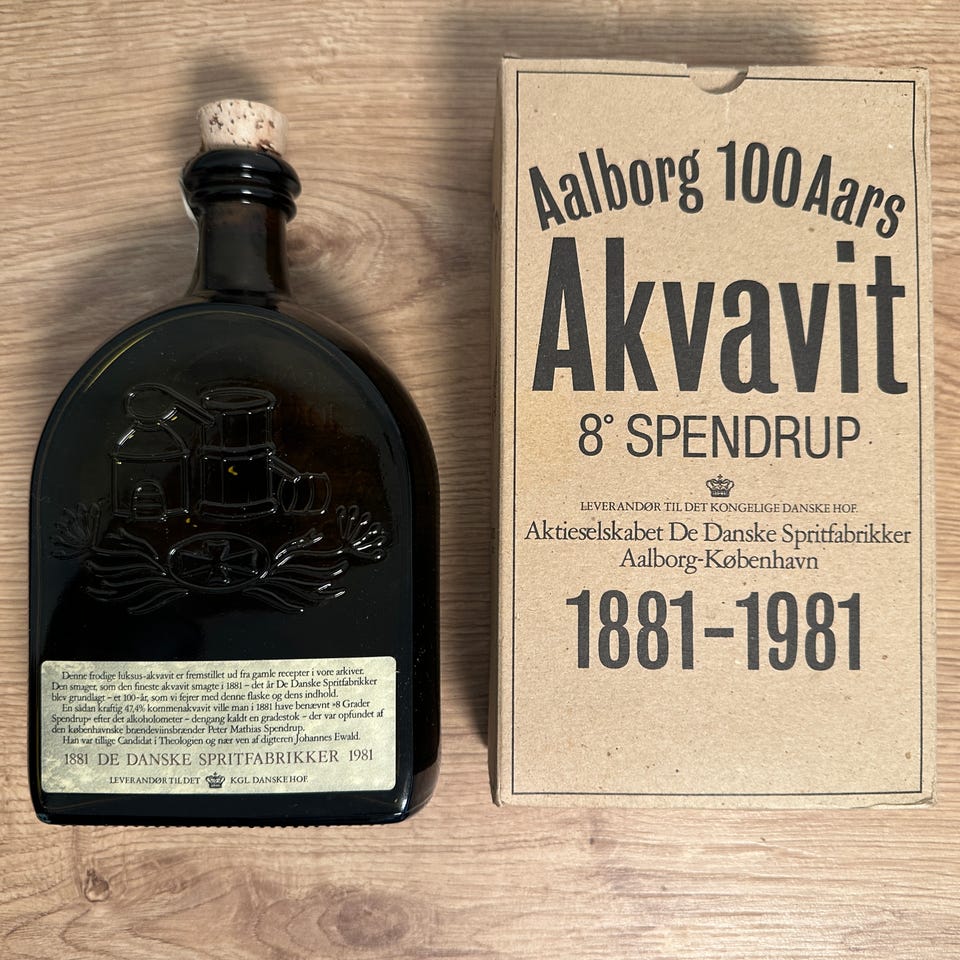 Denne frodige luksus-akvavit er fremstillet ud fra gamle recepter i vore arkiver.
Den smager, som den fineste akvavit smagte i 1881 – det år De Danske Spritfabrikker
blev grundlagt – et 100-år, som vi fejrer med denne flaske og dens indhold.
En sådan kraftig 47,4% kommenakvavit ville man i 1881 have benævnt »8 Grader
Spendrup« efter det alkoholometer – dengang kaldt en gradestok – der var opfundet af
den københavnske brændeviinsbrænder Peter Mathias Spendrup.
Han var tillige Candidat i Theologien og nær ven af digteren Johannes Ewald.
1881 DE DANSKE SPRITFABRIKKER 1981
LEVERANDØR TIL DET KGL. DANSKE HOF.
Aalborg 100 Aars
Akvavit
8° SPENDRUP
LEVERANDØR TIL DET KONGELIGE DANSKE HOF.
Aktieselskabet De Danske Spritfabrikker
Aalborg-København
1881–1981